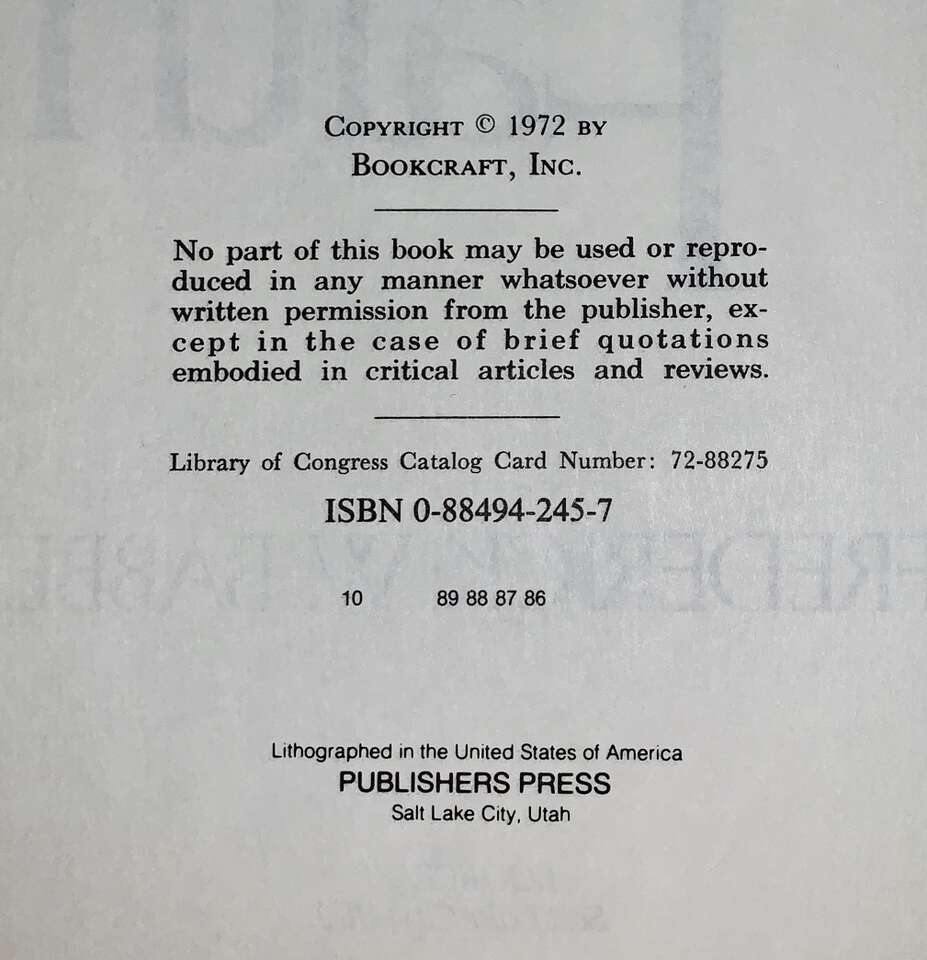 COPYRIGHT © 1972 BY
BOOKCRAFT, INC.
No part of this book may be used or repro-
duced in any manner whatsoever without
written permission from the publisher, ex-
cept in the case of brief quotations
embodied in critical articles and reviews.
Library of Congress Catalog Card Number: 72-88275
ISBN 0-88494-245-7
10 89 88 87 86
Lithographed in the United States of America
PUBLISHERS PRESS
Salt Lake City, Utah